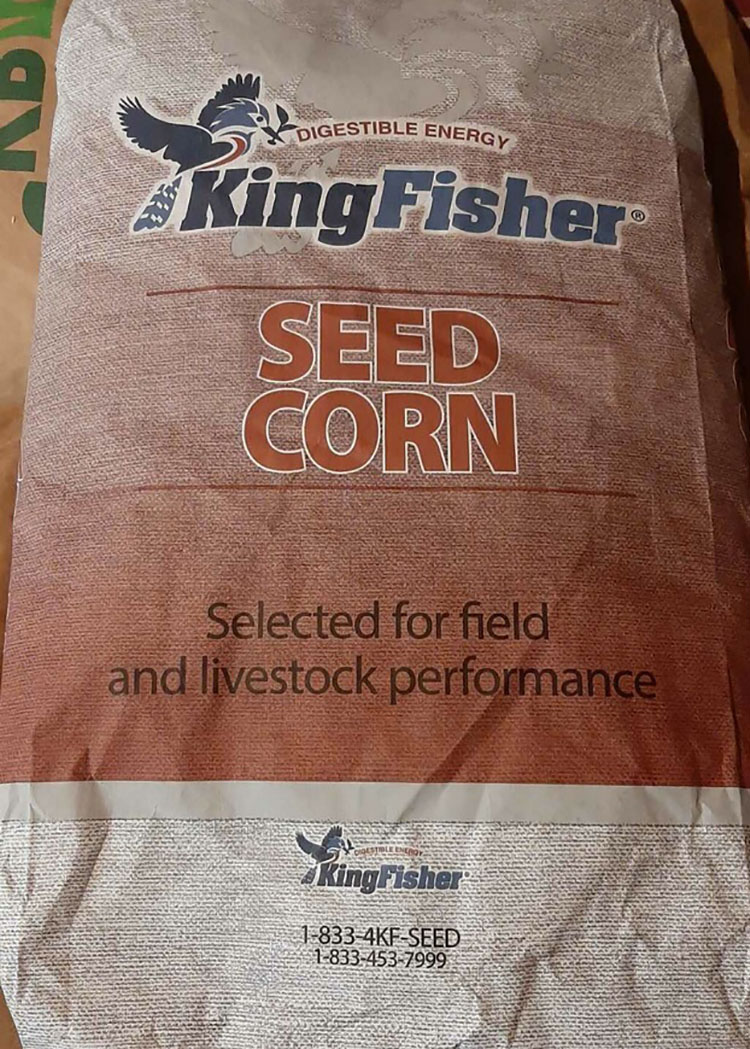 DIGESTIBLE ENERGY
KingFisher®
SEED
CORN
Selected for field
and livestock performance
DIGESTIBLE ENERGY
KingFisher
1-833-4KF-SEED
1-833-453-7999